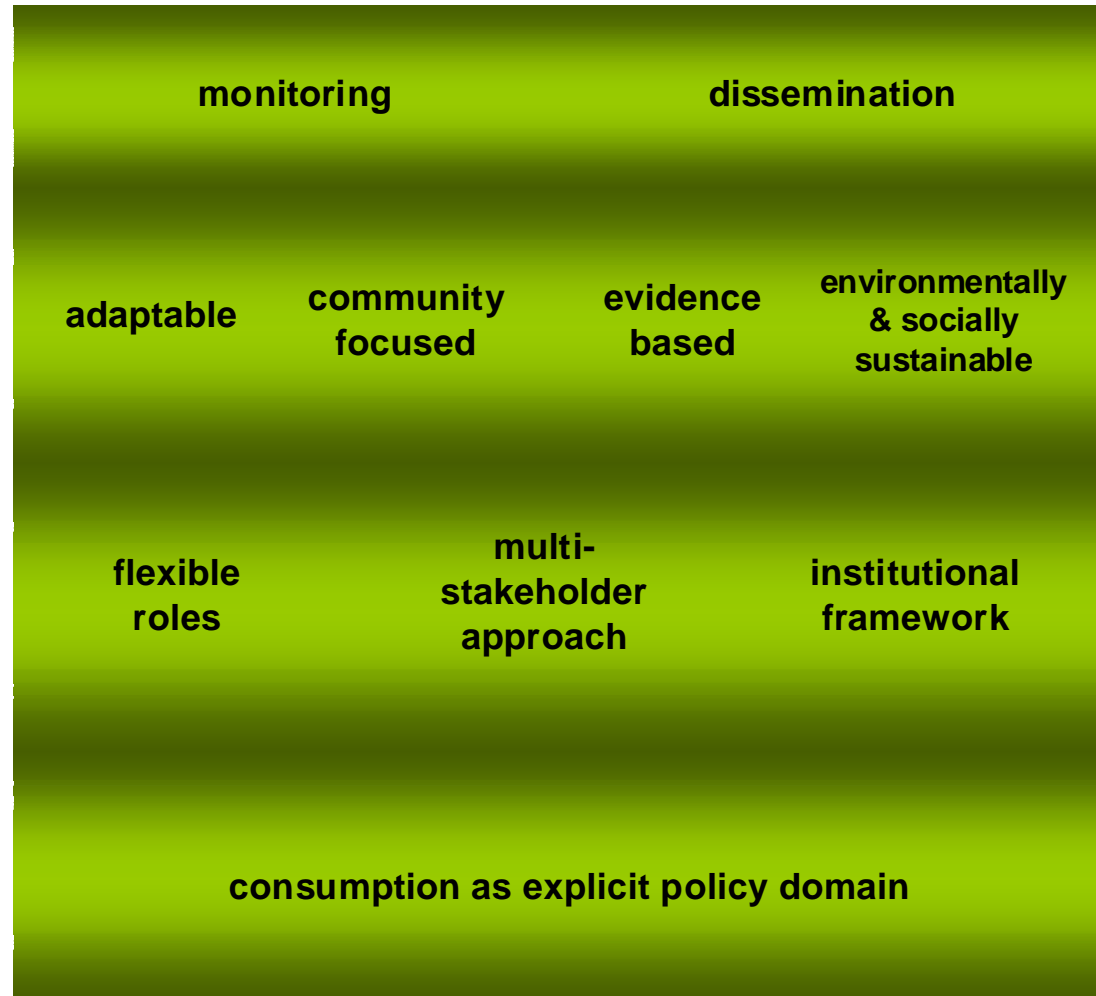 monitoring
dissemination
adaptable
community
focused
evidence
based
environmentally
& socially
sustainable
flexible
roles
multi-
stakeholder
approach
institutional
framework
consumption as explicit policy domain